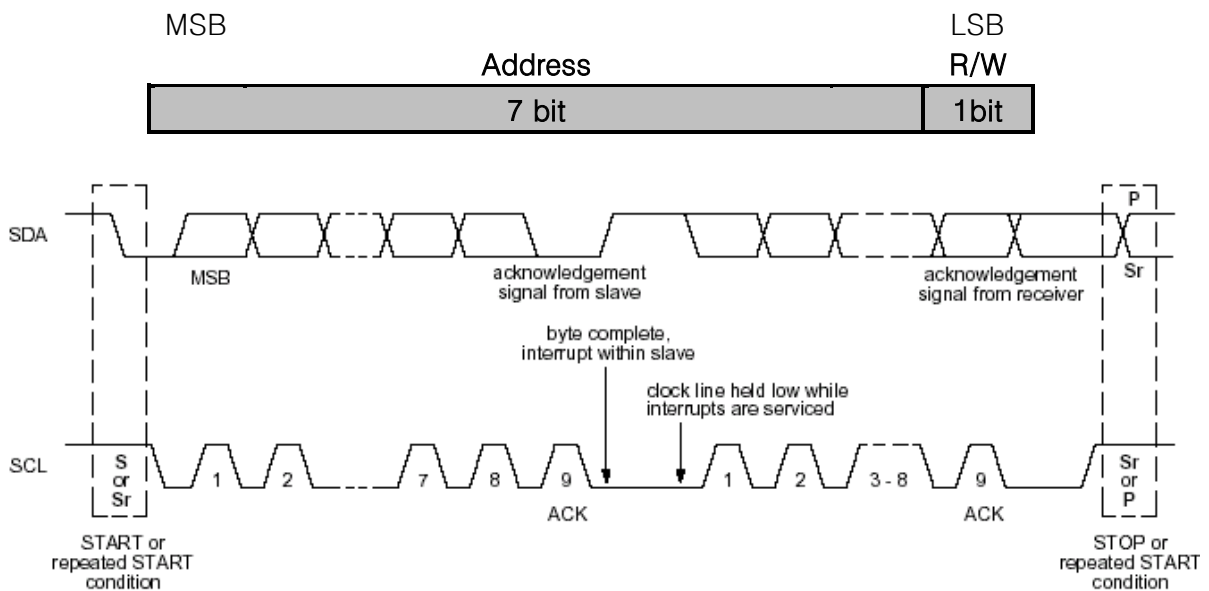 MSB LSB
Address R/W
7 bit 1bit
P
SDA
MSB
acknowledgement
signal from slave
acknowledgement
signal from receiver
Sr
byte complete,
interrupt within slave
clock line held low while
interrupts are serviced
SCL
S
or
Sr
1 2 7 8 9 1 2 3 - 8 9
Sr
or
P
ACK ACK
START or
repeated START
condition
STOP or
repeated START
condition